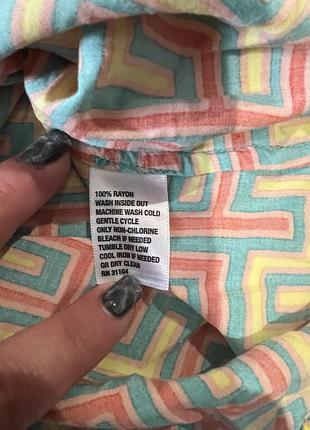 100% RAYON
WASH INSIDE OUT
MACHINE WASH COLD
GENTLE CYCLE
ONLY NON-CHLORINE
BLEACH IF NEEDED
TUMBLE DRY LOW
COOL IRON IF NEEDED
OR DRY CLEAN
RN 31104